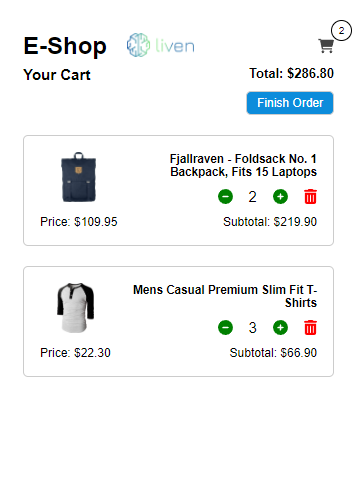 E-Shop liven 2
Your Cart Total: $286.80
Finish Order
Fjallraven - Foldsack No. 1
Backpack, Fits 15 Laptops
2
Price: $109.95 Subtotal: $219.90
Mens Casual Premium Slim Fit T-
Shirts
3
Price: $22.30 Subtotal: $66.90